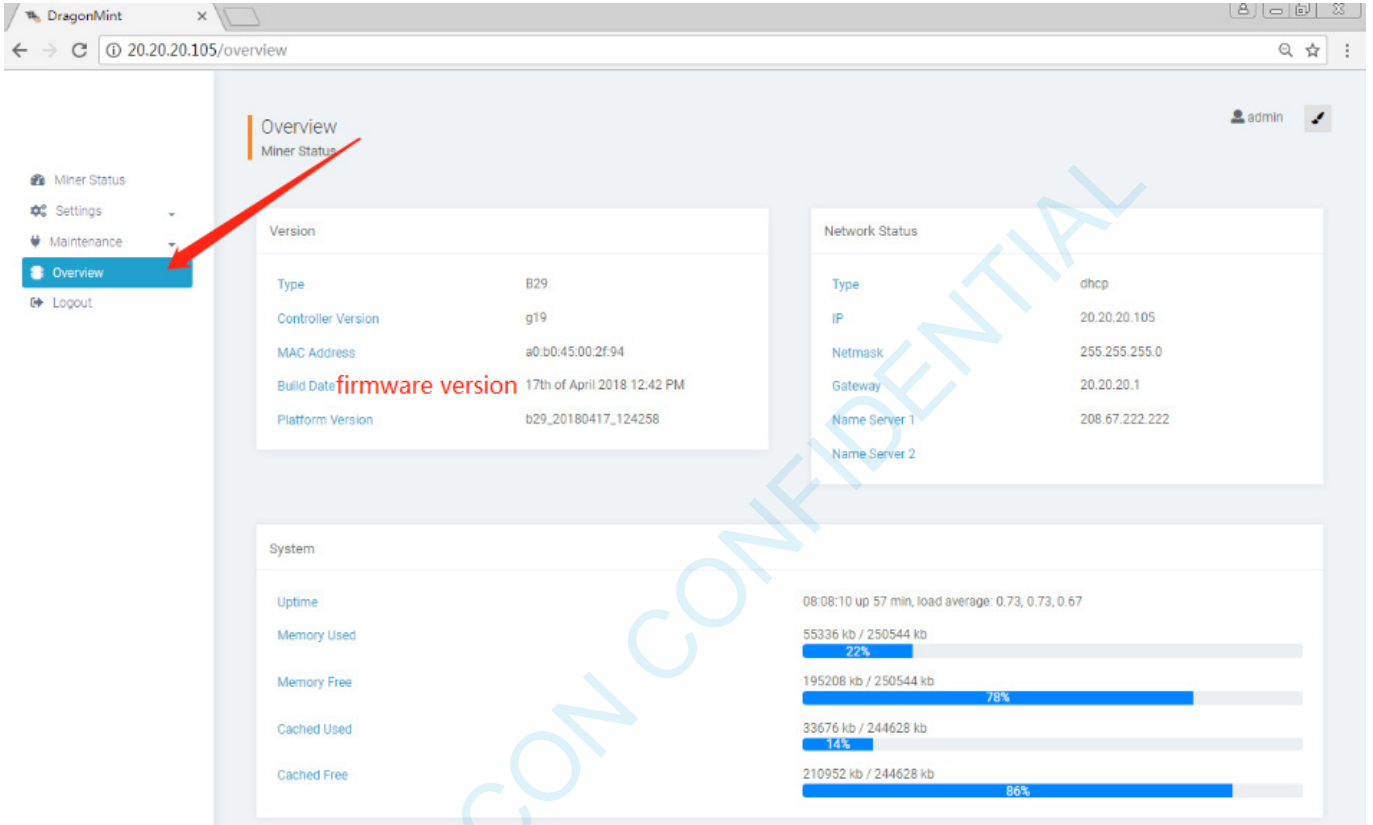 DragonMint
20.20.20.105/overview
admin
Overview
Miner Status
Miner Status
Settings
Maintenance
Overview
Logout
Version
Type B29
Controller Version g19
MAC Address a0:b0:45:00:2f:94
Build Date firmware version 17th of April 2018 12:42 PM
Platform Version b29_20180417_124258
Network Status
Type dhcp
IP 20.20.20.105
Netmask 255.255.255.0
Gateway 20.20.20.1
Name Server 1 208.67.222.222
Name Server 2
System
Uptime 08:08:10 up 57 min, load average: 0.73, 0.73, 0.67
Memory Used 55336 kb / 250544 kb
22%
Memory Free 195208 kb / 250544 kb
78%
Cached Used 33676 kb / 244628 kb
14%
Cached Free 210952 kb / 244628 kb
86%
CON CONFIDENTIAL